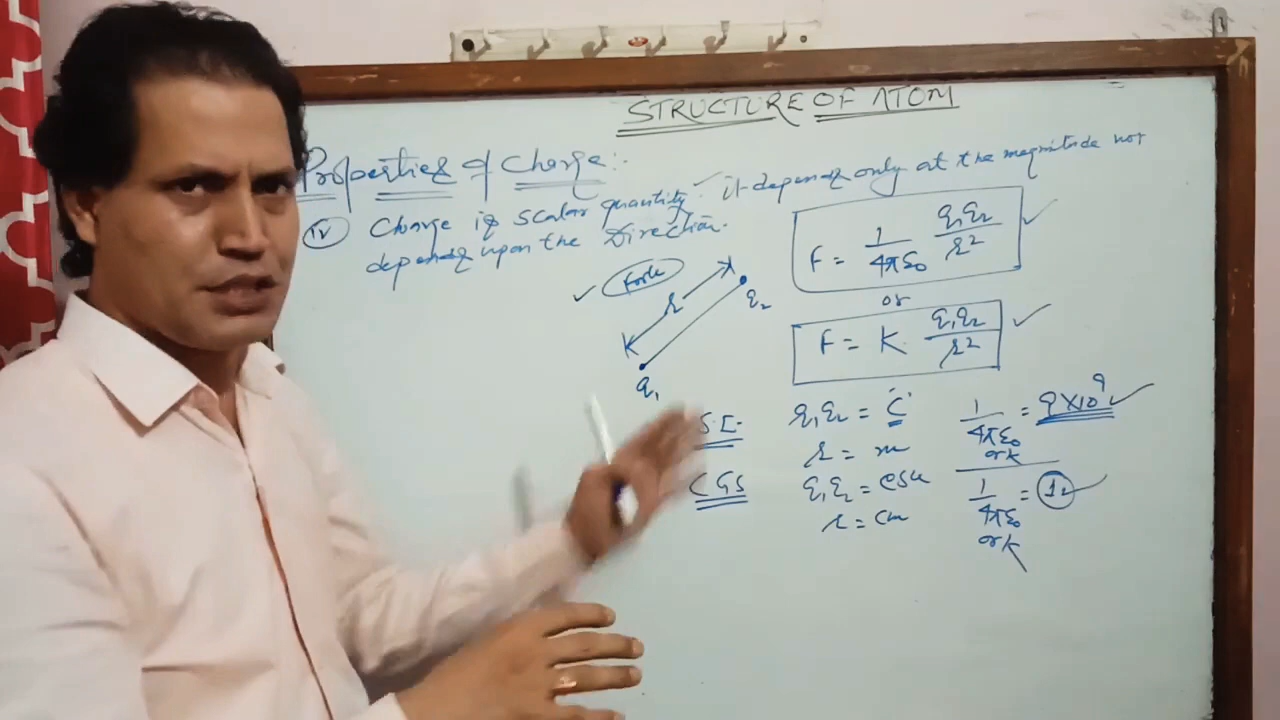 STRUCTURE OF ATOM
Properties of Charge:-
(iv) Charge is scalar quantity. it depends only at the magnitude not
depends upon the Direction.
Force
r
q₂
q₁
F = 1/4πε₀ q₁q₂/r²
or
F = K. q₁q₂/r²
S.I. q₁q₂ = C 1/4πε₀ or K = 9×10⁹
r = m
CGS q₁q₂ = esu 1/4πε₀ or K = 1
r = cm